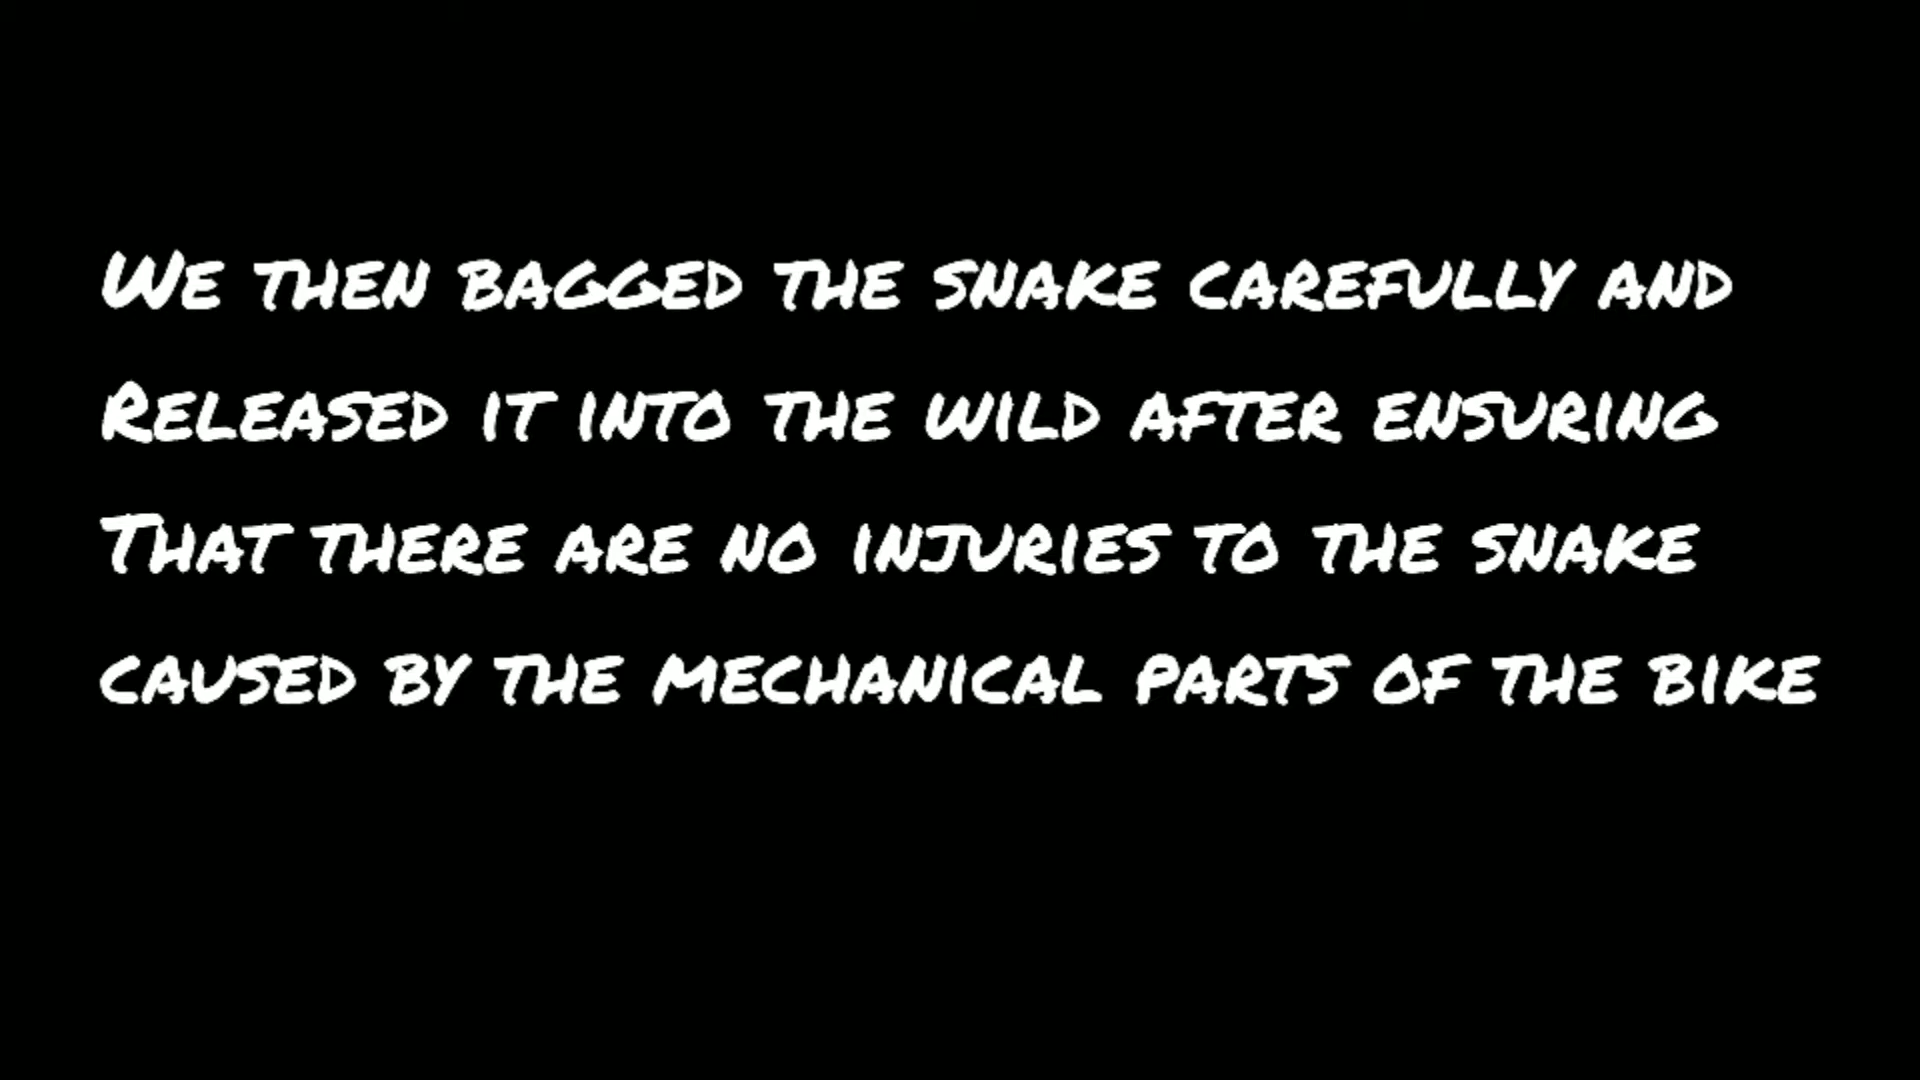 We then bagged the snake carefully and
Released it into the wild after ensuring
That there are no injuries to the snake
caused by the mechanical parts of the bike